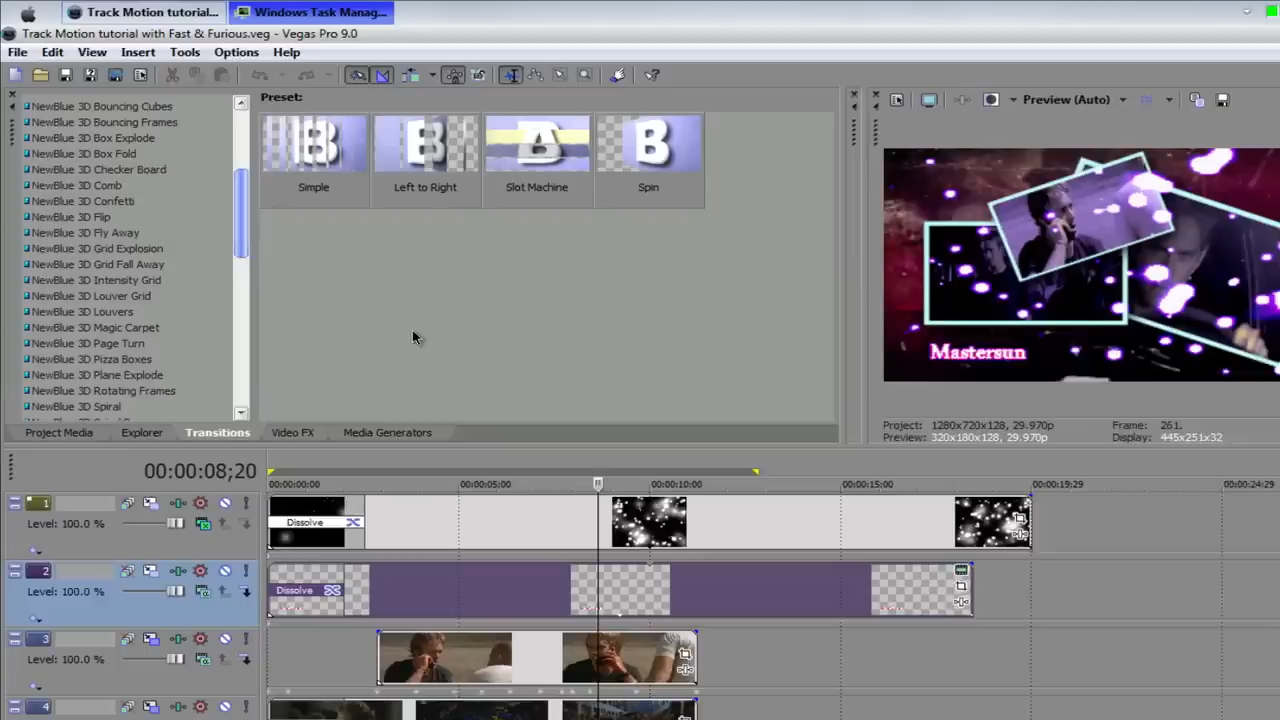 Track Motion tutorial...
Windows Task Manag...
Track Motion tutorial with Fast & Furious.veg - Vegas Pro 9.0
File Edit View Insert Tools Options Help
NewBlue 3D Bouncing Cubes
NewBlue 3D Bouncing Frames
NewBlue 3D Box Explode
NewBlue 3D Box Fold
NewBlue 3D Checker Board
NewBlue 3D Comb
NewBlue 3D Confetti
NewBlue 3D Flip
NewBlue 3D Fly Away
NewBlue 3D Grid Explosion
NewBlue 3D Grid Fall Away
NewBlue 3D Intensity Grid
NewBlue 3D Louver Grid
NewBlue 3D Louvers
NewBlue 3D Magic Carpet
NewBlue 3D Page Turn
NewBlue 3D Pizza Boxes
NewBlue 3D Plane Explode
NewBlue 3D Rotating Frames
NewBlue 3D Spiral
Preset:
Simple
Left to Right
Slot Machine
Spin
Project Media Explorer Transitions Video FX Media Generators
Preview (Auto)
Mastersun
Project: 1280x720x128, 29.970p
Preview: 320x180x128, 29.970p
Frame: 261.
Display: 445x251x32
00:00:08;20
00:00:00:00 00:00:05:00 00:00:10:00 00:00:15:00 00:00:19:29 00:00:24:29
1
Level: 100.0 %
Dissolve
2
Level: 100.0 %
Dissolve
3
Level: 100.0 %
4